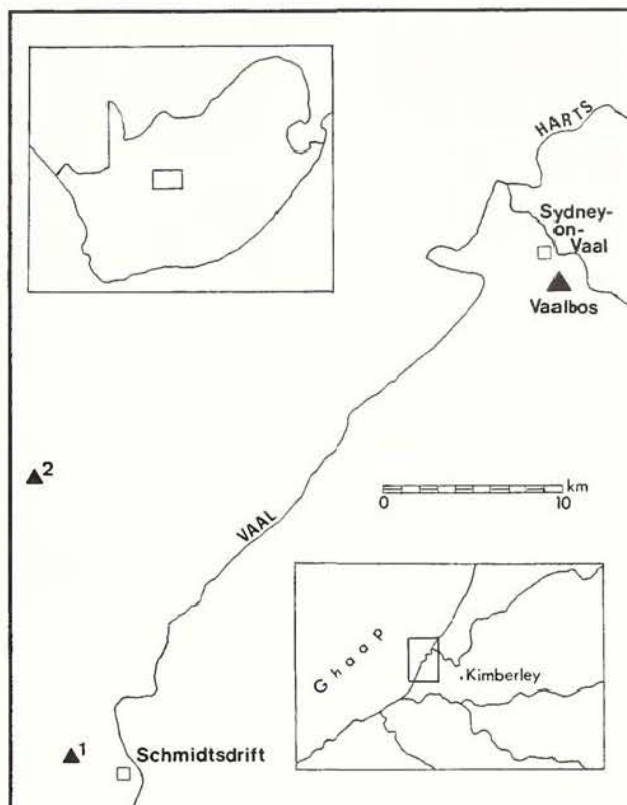 HARTS
Sydney-
on-
Vaal
Vaalbos
2
km
0 10
VAAL
Ghaap
Kimberley
1
Schmidtsdrift